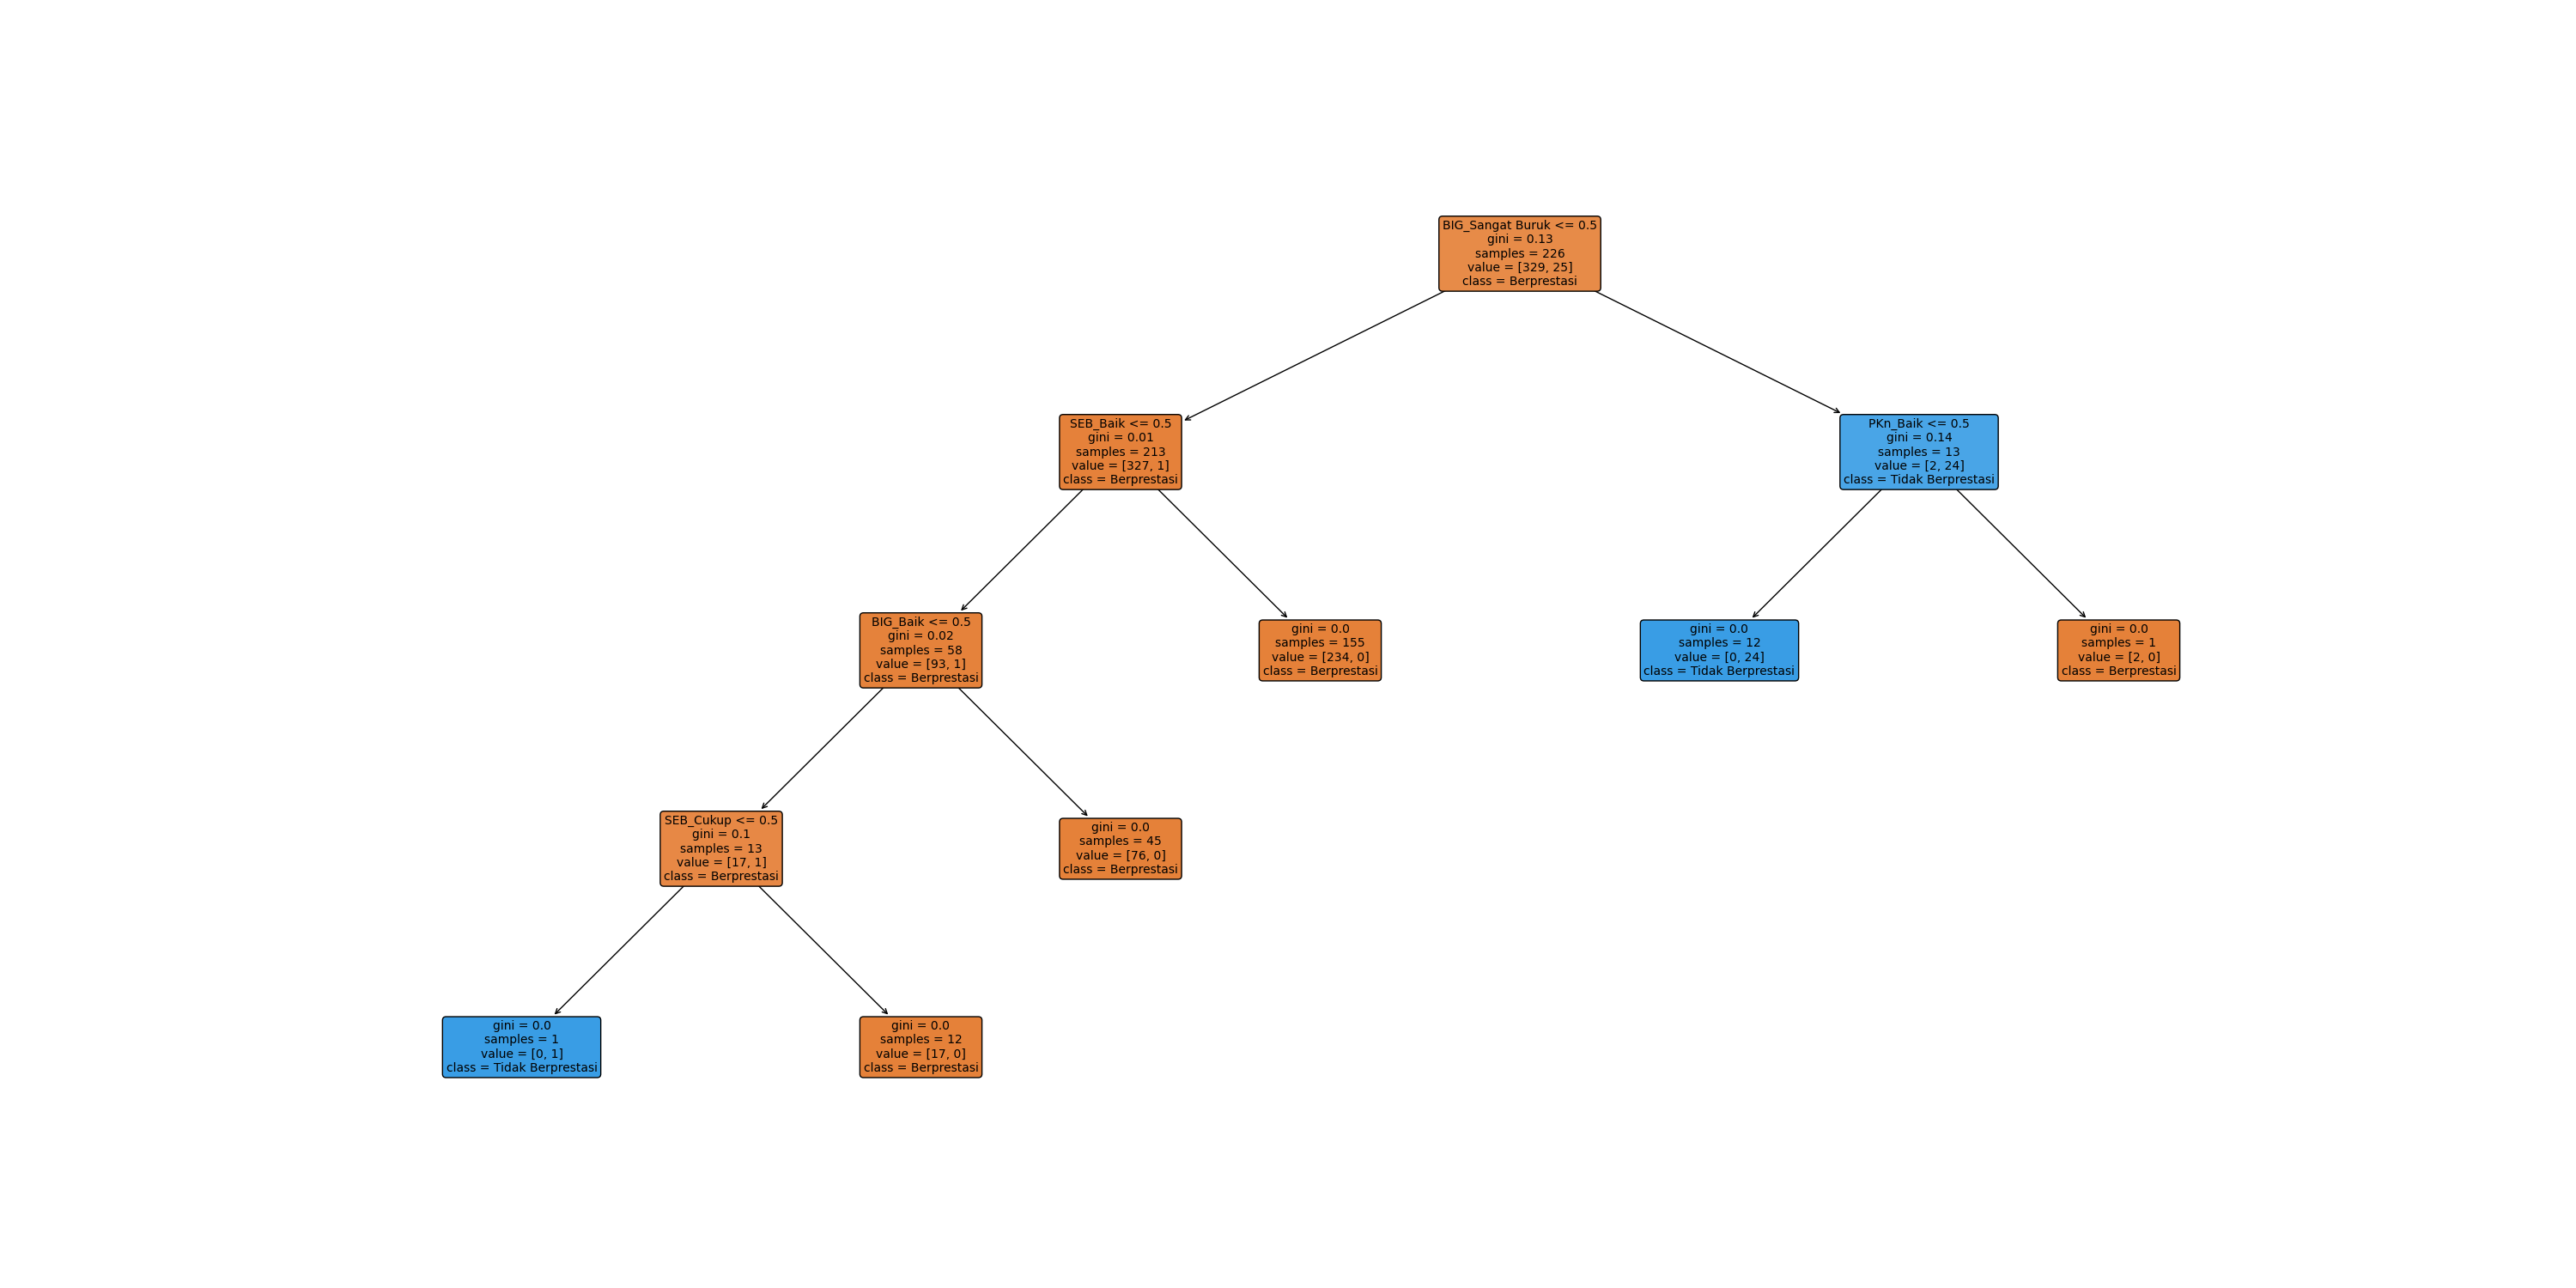 BIG_Sangat Buruk <= 0.5
gini = 0.13
samples = 226
value = [329, 25]
class = Berprestasi
SEB_Baik <= 0.5
gini = 0.01
samples = 213
value = [327, 1]
class = Berprestasi
PKn_Baik <= 0.5
gini = 0.14
samples = 13
value = [2, 24]
class = Tidak Berprestasi
BIG_Baik <= 0.5
gini = 0.02
samples = 58
value = [93, 1]
class = Berprestasi
gini = 0.0
samples = 155
value = [234, 0]
class = Berprestasi
gini = 0.0
samples = 12
value = [0, 24]
class = Tidak Berprestasi
gini = 0.0
samples = 1
value = [2, 0]
class = Berprestasi
SEB_Cukup <= 0.5
gini = 0.1
samples = 13
value = [17, 1]
class = Berprestasi
gini = 0.0
samples = 45
value = [76, 0]
class = Berprestasi
gini = 0.0
samples = 1
value = [0, 1]
class = Tidak Berprestasi
gini = 0.0
samples = 12
value = [17, 0]
class = Berprestasi